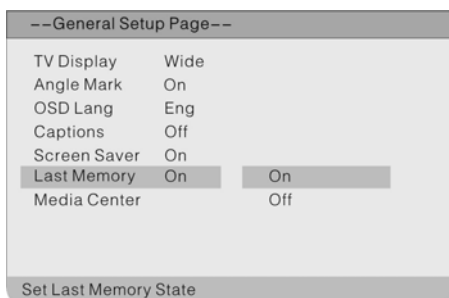 --General Setup Page--
TV Display Wide
Angle Mark On
OSD Lang Eng
Captions Off
Screen Saver On
Last Memory On On
Media Center Off
Set Last Memory State